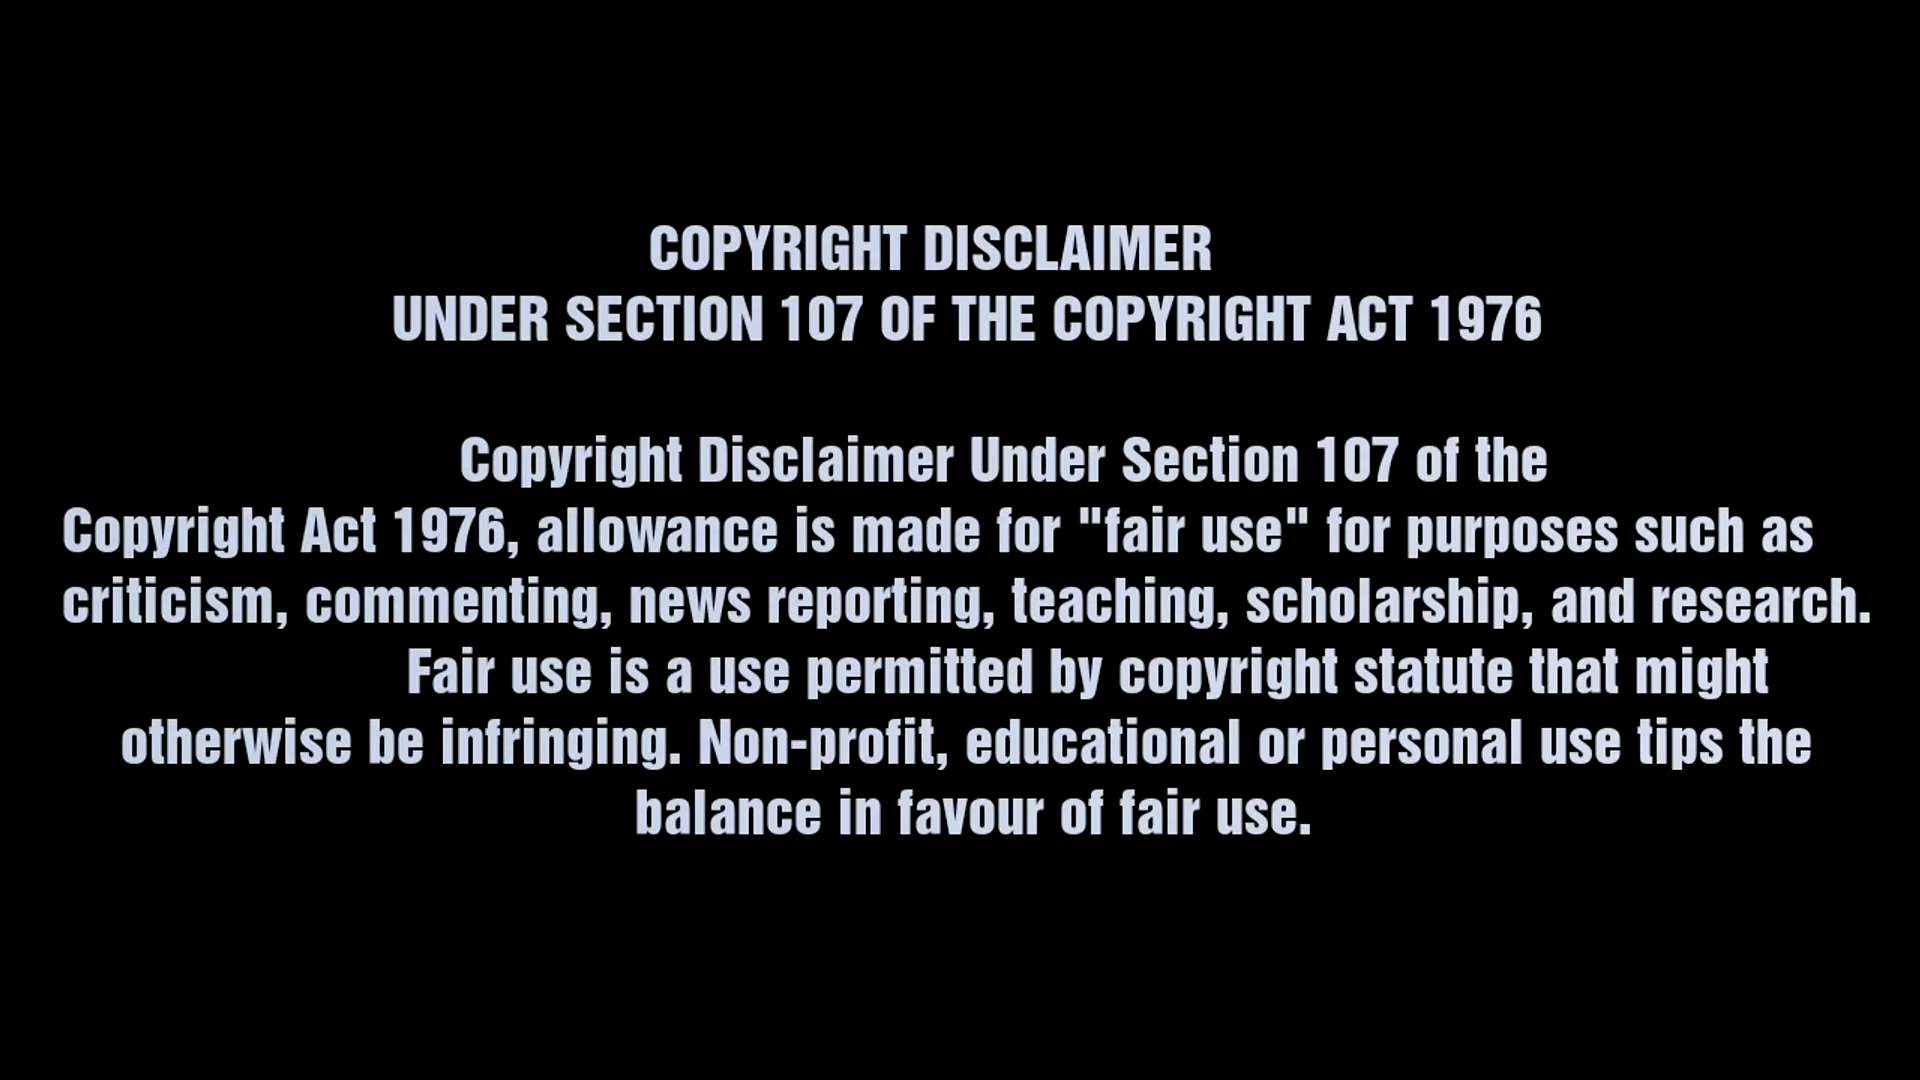 COPYRIGHT DISCLAIMER
UNDER SECTION 107 OF THE COPYRIGHT ACT 1976
Copyright Disclaimer Under Section 107 of the
Copyright Act 1976, allowance is made for "fair use" for purposes such as
criticism, commenting, news reporting, teaching, scholarship, and research.
Fair use is a use permitted by copyright statute that might
otherwise be infringing. Non-profit, educational or personal use tips the
balance in favour of fair use.